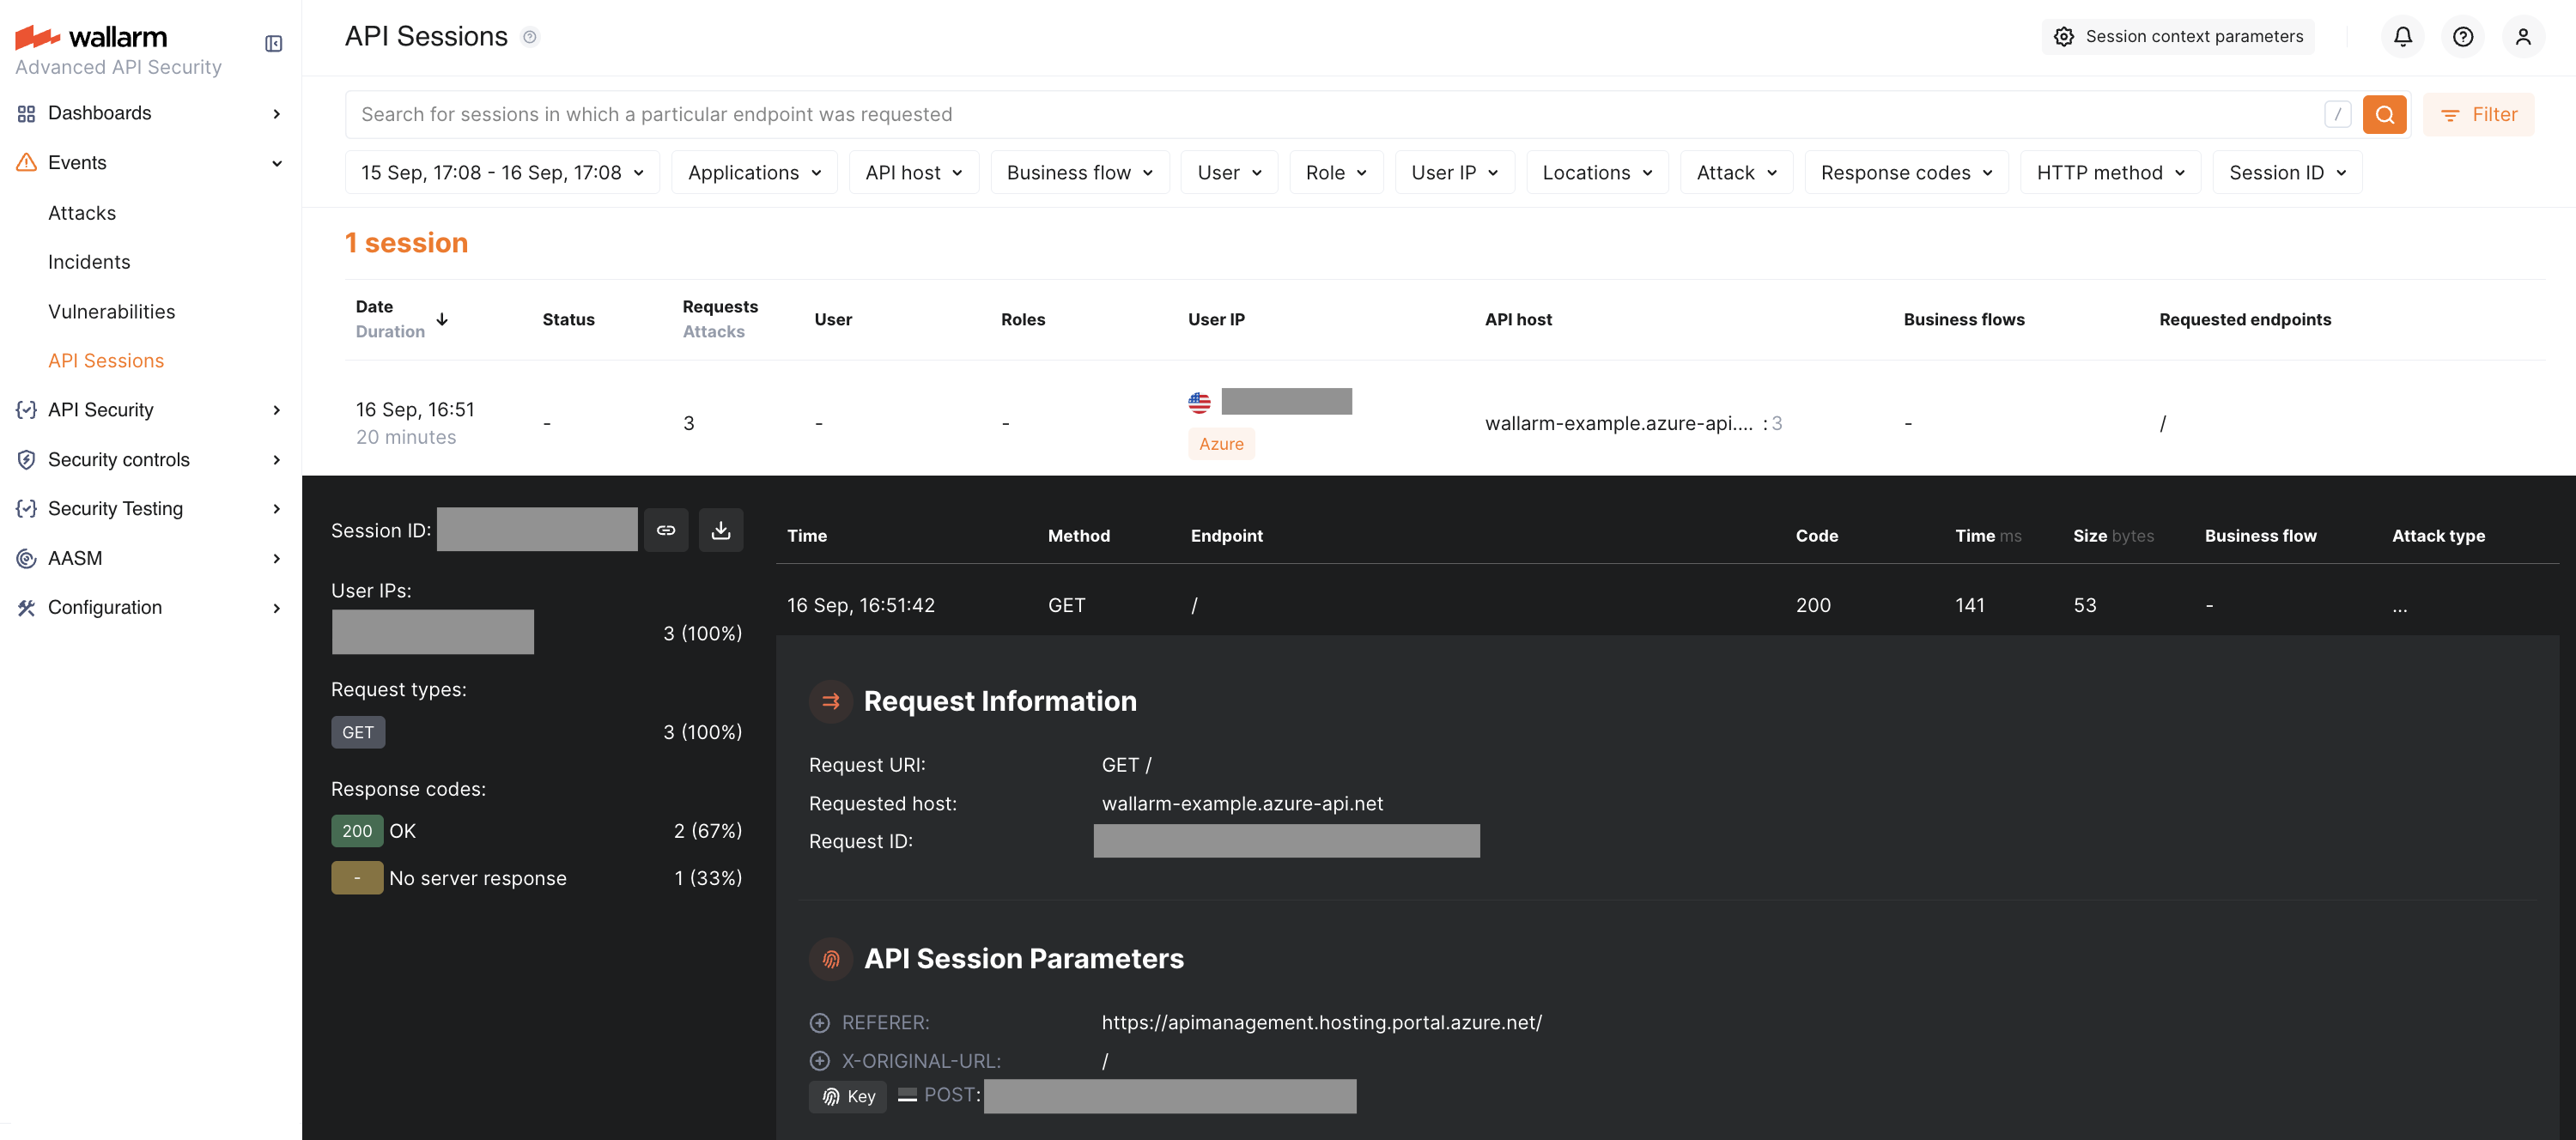 wallarm
Advanced API Security
Dashboards
Events
Attacks
Incidents
Vulnerabilities
API Sessions
API Security
Security controls
Security Testing
AASM
Configuration
API Sessions
Session context parameters
Search for sessions in which a particular endpoint was requested
/
Filter
15 Sep, 17:08 - 16 Sep, 17:08
Applications
API host
Business flow
User
Role
User IP
Locations
Attack
Response codes
HTTP method
Session ID
1 session
Date
Duration
Status
Requests
Attacks
User
Roles
User IP
API host
Business flows
Requested endpoints
16 Sep, 16:51
20 minutes
-
3
-
-
Azure
wallarm-example.azure-api.... : 3
-
/
Session ID:
User IPs:
3 (100%)
Request types:
GET 3 (100%)
Response codes:
200 OK 2 (67%)
- No server response 1 (33%)
Time Method Endpoint Code Time ms Size bytes Business flow Attack type
16 Sep, 16:51:42 GET / 200 141 53 - ...
Request Information
Request URI: GET /
Requested host: wallarm-example.azure-api.net
Request ID:
API Session Parameters
REFERER: https://apimanagement.hosting.portal.azure.net/
X-ORIGINAL-URL: /
Key POST: